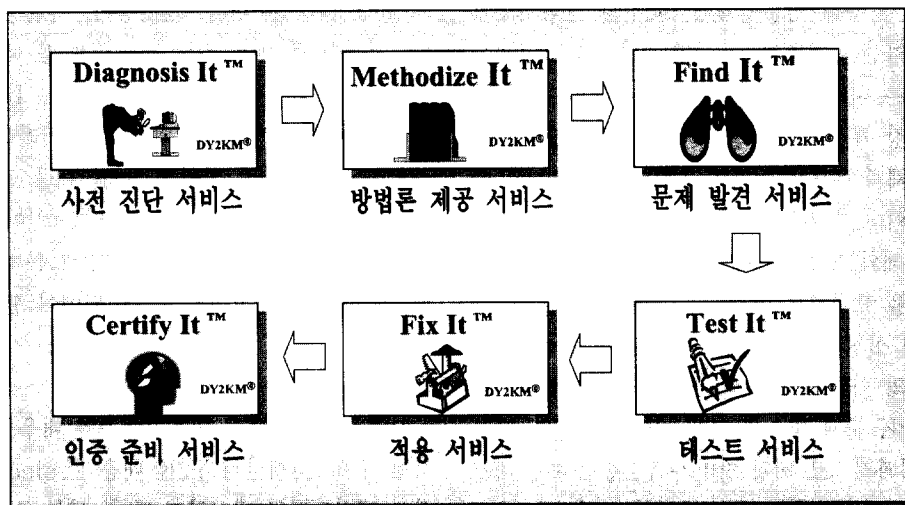 Diagnosis It ™
DY2KM®
사전 진단 서비스
Methodize It ™
DY2KM®
방법론 제공 서비스
Find It ™
DY2KM®
문제 발견 서비스
Test It ™
DY2KM®
테스트 서비스
Fix It ™
DY2KM®
적용 서비스
Certify It ™
DY2KM®
인증 준비 서비스